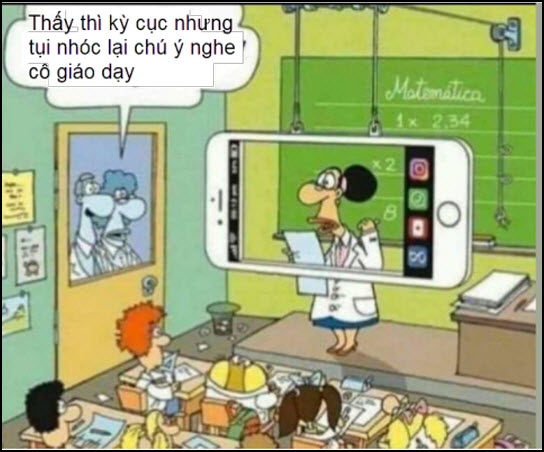 Thấy thì kỳ cục nhưng
tụi nhóc lại chú ý nghe
cô giáo dạy
Matemática
1 x 2,34
x 2
8